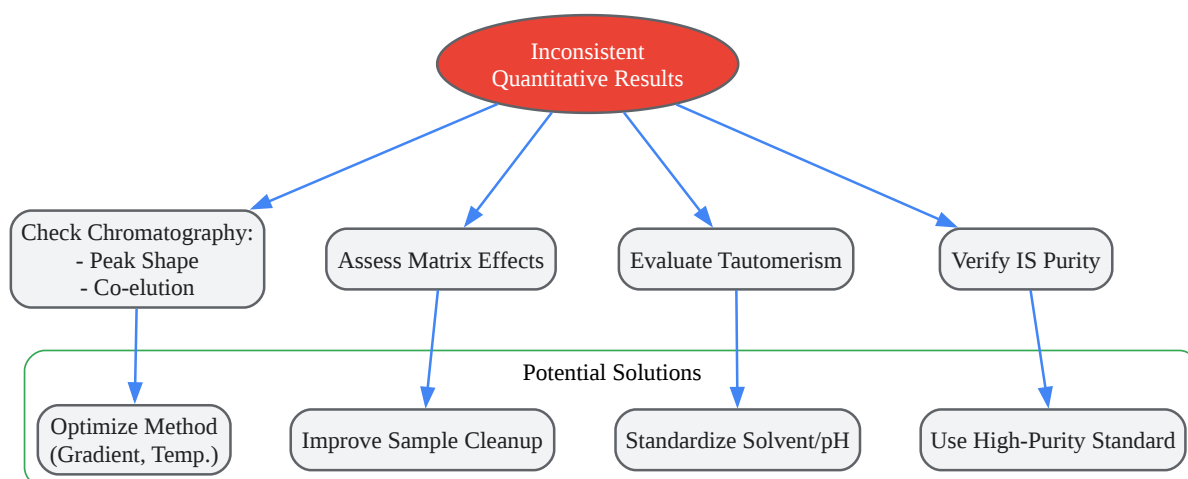 Inconsistent
Quantitative Results
Check Chromatography:
- Peak Shape
- Co-elution
Assess Matrix Effects
Evaluate Tautomerism
Verify IS Purity
Potential Solutions
Optimize Method
(Gradient, Temp.)
Improve Sample Cleanup
Standardize Solvent/pH
Use High-Purity Standard